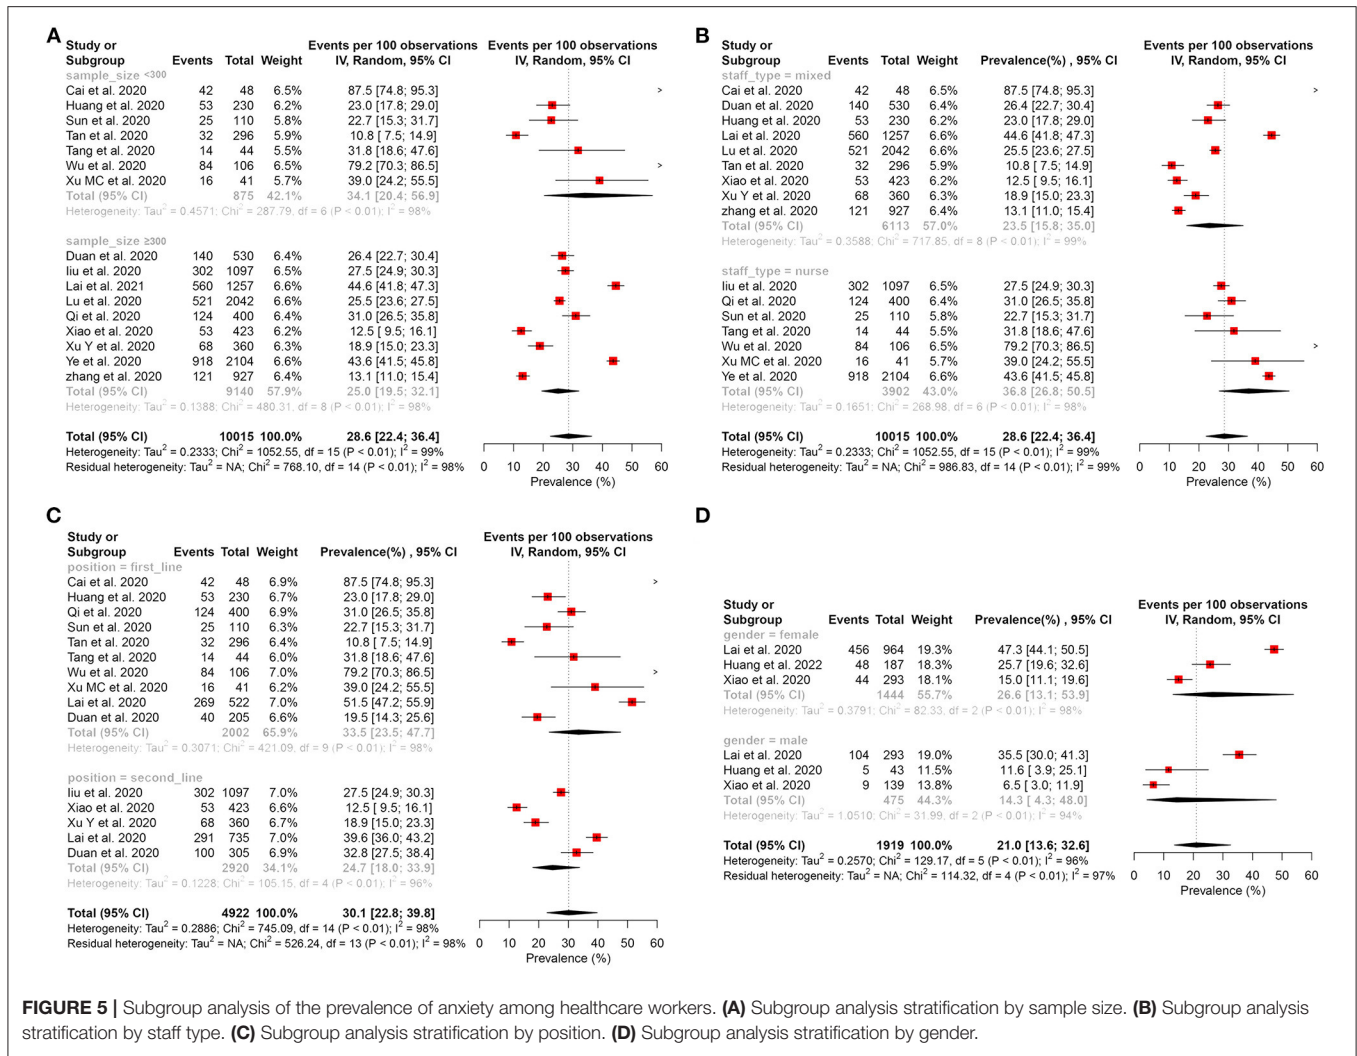 A
Study or Events per 100 observations Events per 100 observations
Subgroup Events Total Weight IV, Random, 95% CI IV, Random, 95% CI
sample_size <300
Cai et al. 2020 42 48 6.5% 87.5 [74.8; 95.3] >
Huang et al. 2020 53 230 6.2% 23.0 [17.8; 29.0]
Sun et al. 2020 25 110 5.8% 22.7 [15.3; 31.7]
Tan et al. 2020 32 296 5.9% 10.8 [ 7.5; 14.9]
Tang et al. 2020 14 44 5.5% 31.8 [18.6; 47.6]
Wu et al. 2020 84 106 6.5% 79.2 [70.3; 86.5] >
Xu MC et al. 2020 16 41 5.7% 39.0 [24.2; 55.5]
Total (95% CI) 875 42.1% 34.1 [20.4; 56.9]
Heterogeneity: Tau² = 0.4571; Chi² = 287.79, df = 6 (P < 0.01); I² = 98%
sample_size ≥300
Duan et al. 2020 140 530 6.4% 26.4 [22.7; 30.4]
liu et al. 2020 302 1097 6.5% 27.5 [24.9; 30.3]
Lai et al. 2021 560 1257 6.6% 44.6 [41.8; 47.3]
Lu et al. 2020 521 2042 6.6% 25.5 [23.6; 27.5]
Qi et al. 2020 124 400 6.5% 31.0 [26.5; 35.8]
Xiao et al. 2020 53 423 6.2% 12.5 [ 9.5; 16.1]
Xu Y et al. 2020 68 360 6.3% 18.9 [15.0; 23.3]
Ye et al. 2020 918 2104 6.6% 43.6 [41.5; 45.8]
zhang et al. 2020 121 927 6.4% 13.1 [11.0; 15.4]
Total (95% CI) 9140 57.9% 25.0 [19.5; 32.1]
Heterogeneity: Tau² = 0.1388; Chi² = 480.31, df = 8 (P < 0.01); I² = 98%
Total (95% CI) 10015 100.0% 28.6 [22.4; 36.4]
Heterogeneity: Tau² = 0.2333; Chi² = 1052.55, df = 15 (P < 0.01); I² = 99%
Residual heterogeneity: Tau² = NA; Chi² = 768.10, df = 14 (P < 0.01); I² = 98%
0 10 20 30 40 50 60
Prevalence (%)
B
Study or Events per 100 observations
Subgroup Events Total Weight Prevalence(%) , 95% CI IV, Random, 95% CI
staff_type = mixed
Cai et al. 2020 42 48 6.5% 87.5 [74.8; 95.3] >
Duan et al. 2020 140 530 6.4% 26.4 [22.7; 30.4]
Huang et al. 2020 53 230 6.2% 23.0 [17.8; 29.0]
Lai et al. 2020 560 1257 6.6% 44.6 [41.8; 47.3]
Lu et al. 2020 521 2042 6.6% 25.5 [23.6; 27.5]
Tan et al. 2020 32 296 5.9% 10.8 [ 7.5; 14.9]
Xiao et al. 2020 53 423 6.2% 12.5 [ 9.5; 16.1]
Xu Y et al. 2020 68 360 6.3% 18.9 [15.0; 23.3]
zhang et al. 2020 121 927 6.4% 13.1 [11.0; 15.4]
Total (95% CI) 6113 57.0% 23.5 [15.8; 35.0]
Heterogeneity: Tau² = 0.3588; Chi² = 717.85, df = 8 (P < 0.01); I² = 99%
staff_type = nurse
liu et al. 2020 302 1097 6.5% 27.5 [24.9; 30.3]
Qi et al. 2020 124 400 6.5% 31.0 [26.5; 35.8]
Sun et al. 2020 25 110 5.8% 22.7 [15.3; 31.7]
Tang et al. 2020 14 44 5.5% 31.8 [18.6; 47.6]
Wu et al. 2020 84 106 6.5% 79.2 [70.3; 86.5] >
Xu MC et al. 2020 16 41 5.7% 39.0 [24.2; 55.5]
Ye et al. 2020 918 2104 6.6% 43.6 [41.5; 45.8]
Total (95% CI) 3902 43.0% 36.8 [26.8; 50.5]
Heterogeneity: Tau² = 0.1651; Chi² = 268.98, df = 6 (P < 0.01); I² = 98%
Total (95% CI) 10015 100.0% 28.6 [22.4; 36.4]
Heterogeneity: Tau² = 0.2333; Chi² = 1052.55, df = 15 (P < 0.01); I² = 99%
Residual heterogeneity: Tau² = NA; Chi² = 986.83, df = 14 (P < 0.01); I² = 99%
0 10 20 30 40 50 60
Prevalence (%)
C
Study or Events per 100 observations
Subgroup Events Total Weight Prevalence(%) , 95% CI IV, Random, 95% CI
position = first_line
Cai et al. 2020 42 48 6.9% 87.5 [74.8; 95.3] >
Huang et al. 2020 53 230 6.7% 23.0 [17.8; 29.0]
Qi et al. 2020 124 400 6.9% 31.0 [26.5; 35.8]
Sun et al. 2020 25 110 6.3% 22.7 [15.3; 31.7]
Tan et al. 2020 32 296 6.4% 10.8 [ 7.5; 14.9]
Tang et al. 2020 14 44 6.0% 31.8 [18.6; 47.6]
Wu et al. 2020 84 106 7.0% 79.2 [70.3; 86.5] >
Xu MC et al. 2020 16 41 6.2% 39.0 [24.2; 55.5]
Lai et al. 2020 269 522 7.0% 51.5 [47.2; 55.9]
Duan et al. 2020 40 205 6.6% 19.5 [14.3; 25.6]
Total (95% CI) 2002 65.9% 33.5 [23.5; 47.7]
Heterogeneity: Tau² = 0.3071; Chi² = 421.09, df = 9 (P < 0.01); I² = 98%
position = second_line
liu et al. 2020 302 1097 7.0% 27.5 [24.9; 30.3]
Xiao et al. 2020 53 423 6.6% 12.5 [ 9.5; 16.1]
Xu Y et al. 2020 68 360 6.7% 18.9 [15.0; 23.3]
Lai et al. 2020 291 735 7.0% 39.6 [36.0; 43.2]
Duan et al. 2020 100 305 6.9% 32.8 [27.5; 38.4]
Total (95% CI) 2920 34.1% 24.7 [18.0; 33.9]
Heterogeneity: Tau² = 0.1228; Chi² = 105.15, df = 4 (P < 0.01); I² = 96%
Total (95% CI) 4922 100.0% 30.1 [22.8; 39.8]
Heterogeneity: Tau² = 0.2886; Chi² = 745.09, df = 14 (P < 0.01); I² = 98%
Residual heterogeneity: Tau² = NA; Chi² = 526.24, df = 13 (P < 0.01); I² = 98%
0 10 20 30 40 50 60
Prevalence (%)
D
Study or Events per 100 observations
Subgroup Events Total Weight Prevalence(%) , 95% CI IV, Random, 95% CI
gender = female
Lai et al. 2020 456 964 19.3% 47.3 [44.1; 50.5]
Huang et al. 2022 48 187 18.3% 25.7 [19.6; 32.6]
Xiao et al. 2020 44 293 18.1% 15.0 [11.1; 19.6]
Total (95% CI) 1444 55.7% 26.6 [13.1; 53.9]
Heterogeneity: Tau² = 0.3791; Chi² = 82.33, df = 2 (P < 0.01); I² = 98%
gender = male
Lai et al. 2020 104 293 19.0% 35.5 [30.0; 41.3]
Huang et al. 2020 5 43 11.5% 11.6 [ 3.9; 25.1]
Xiao et al. 2020 9 139 13.8% 6.5 [ 3.0; 11.9]
Total (95% CI) 475 44.3% 14.3 [ 4.3; 48.0]
Heterogeneity: Tau² = 1.0510; Chi² = 31.99, df = 2 (P < 0.01); I² = 94%
Total (95% CI) 1919 100.0% 21.0 [13.6; 32.6]
Heterogeneity: Tau² = 0.2570; Chi² = 129.17, df = 5 (P < 0.01); I² = 96%
Residual heterogeneity: Tau² = NA; Chi² = 114.32, df = 4 (P < 0.01); I² = 97%
0 10 20 30 40 50 60
Prevalence (%)
FIGURE 5 | Subgroup analysis of the prevalence of anxiety among healthcare workers. (A) Subgroup analysis stratification by sample size. (B) Subgroup analysis
stratification by staff type. (C) Subgroup analysis stratification by position. (D) Subgroup analysis stratification by gender.